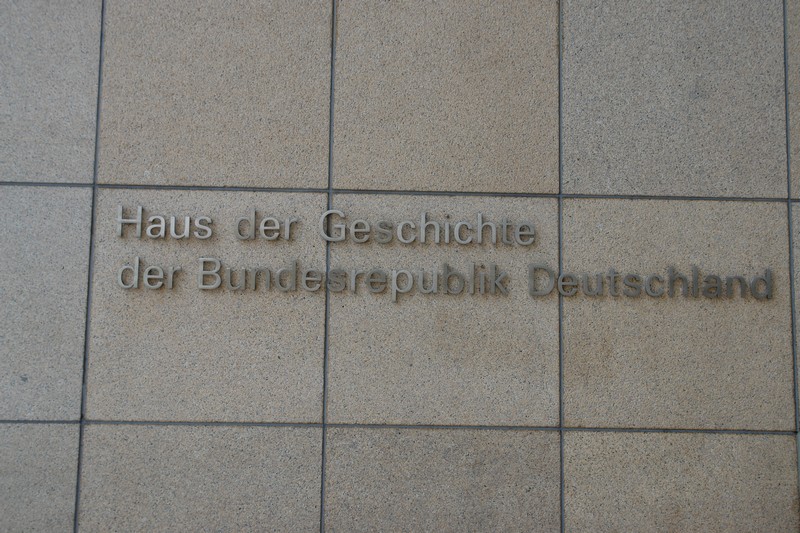 Haus der Geschichte
der Bundesrepublik Deutschland